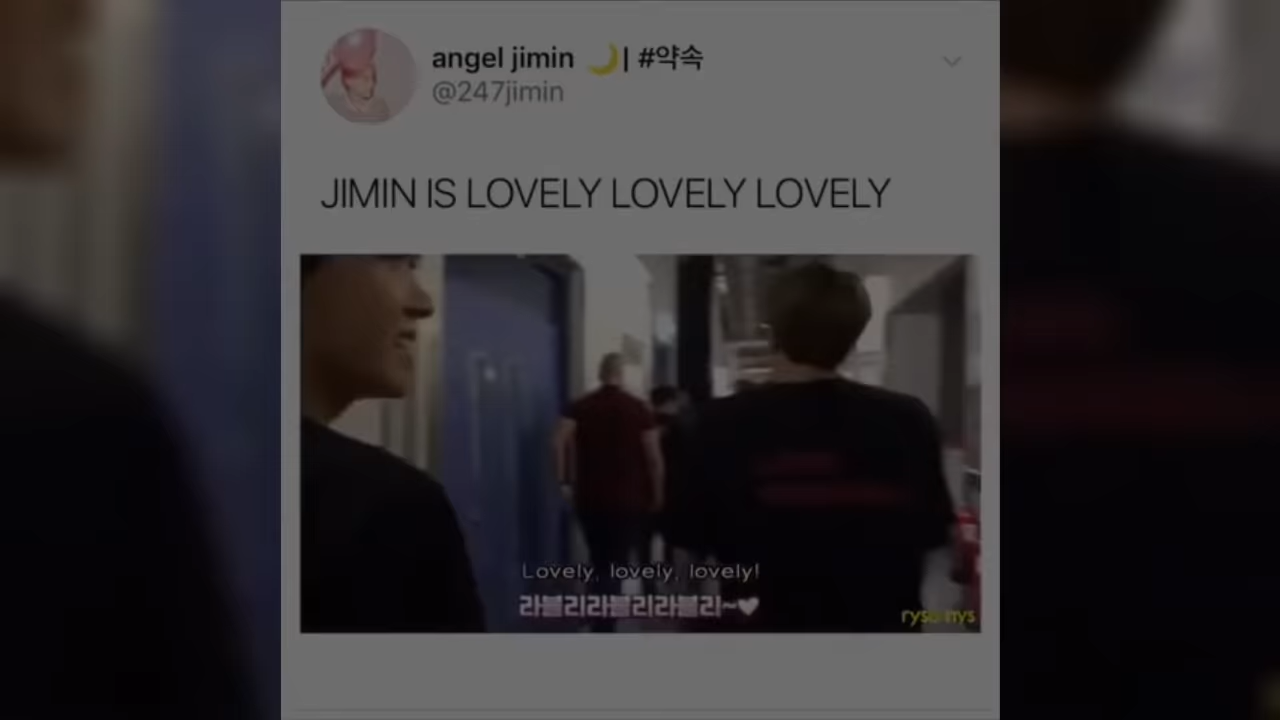 angel jimin 🌙| #약속
@247jimin
JIMIN IS LOVELY LOVELY LOVELY
Lovely, lovely, lovely!
라블리라블리라블리~♥